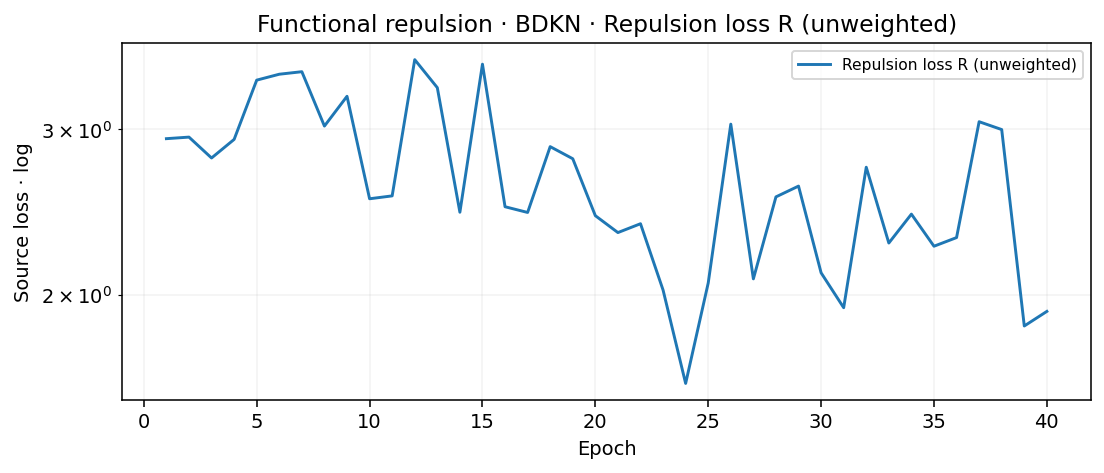 Functional repulsion · BDKN · Repulsion loss R (unweighted)
Repulsion loss R (unweighted)
Source loss · log
3 × 10⁰
2 × 10⁰
0 5 10 15 20 25 30 35 40
Epoch